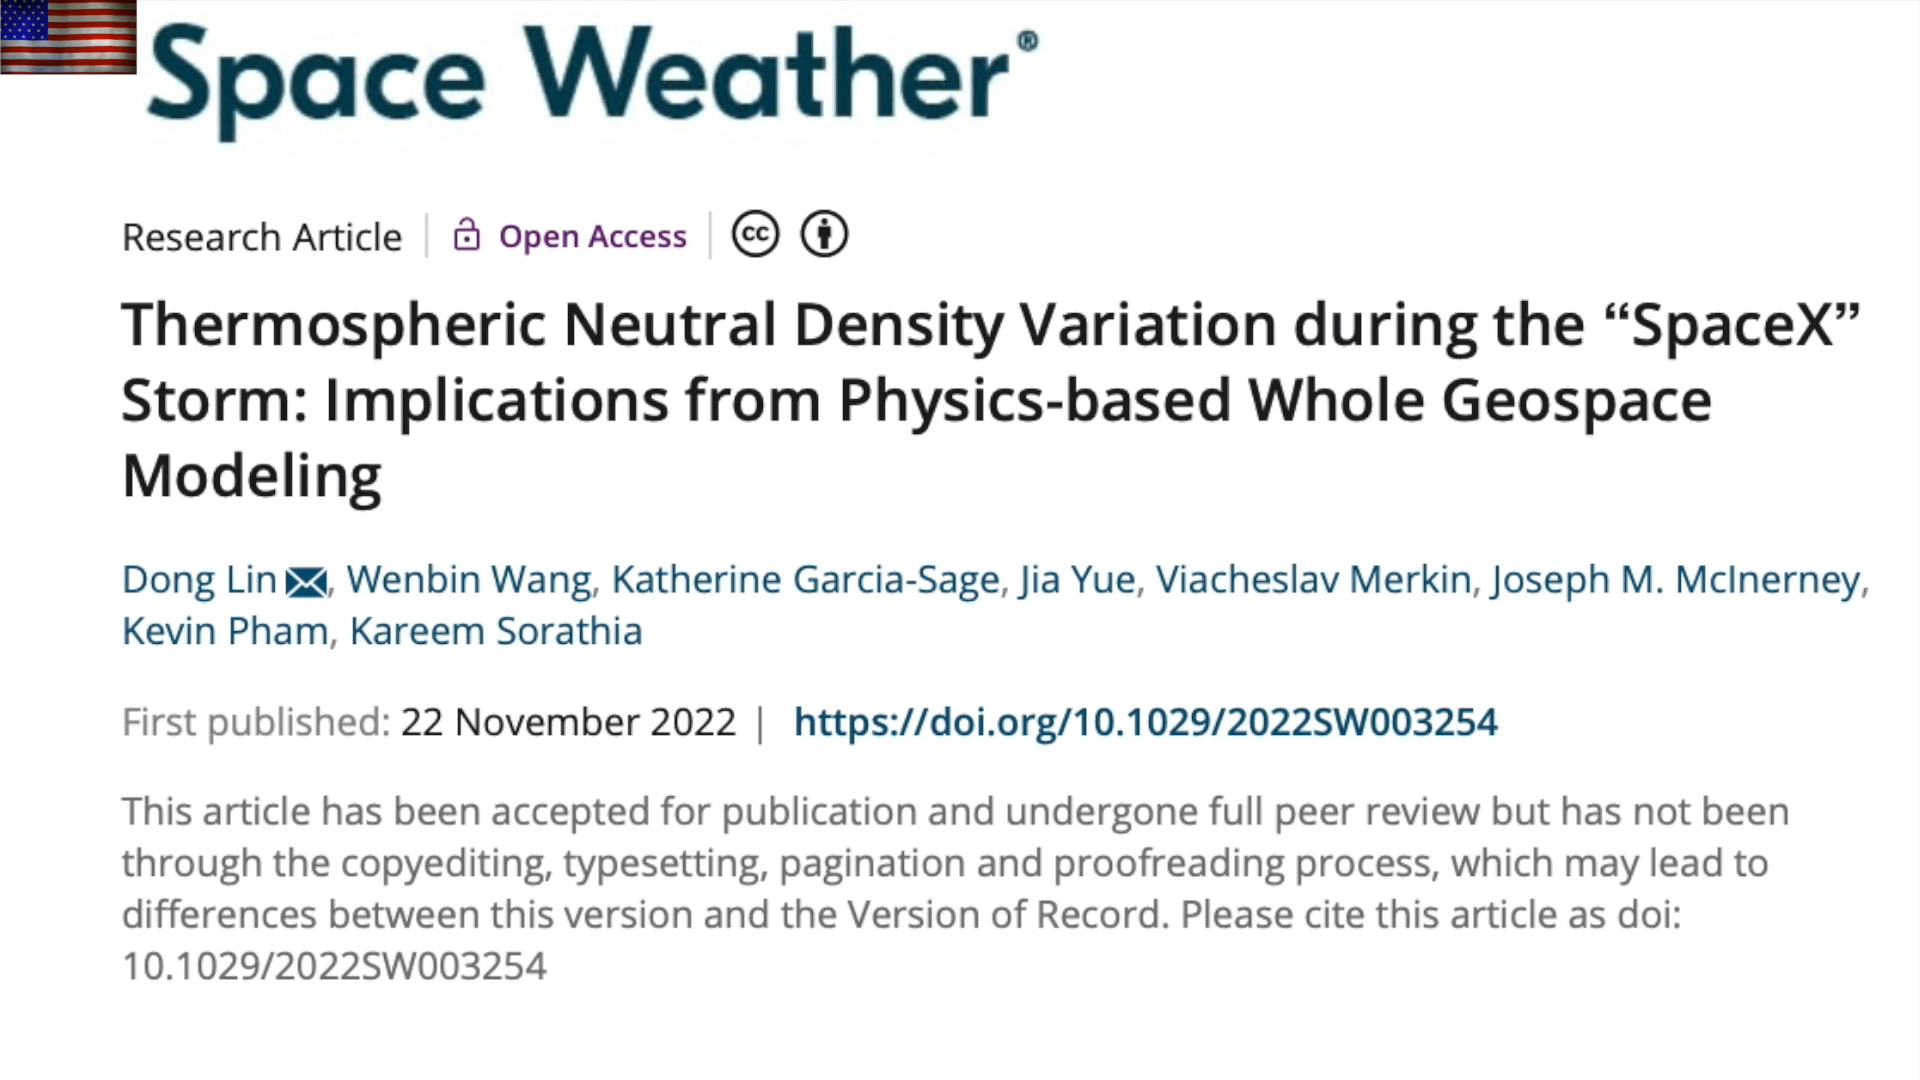 Space Weather®
Research Article | Open Access | cc
Thermospheric Neutral Density Variation during the “SpaceX”
Storm: Implications from Physics-based Whole Geospace
Modeling
Dong Lin, Wenbin Wang, Katherine Garcia-Sage, Jia Yue, Viacheslav Merkin, Joseph M. McInerney,
Kevin Pham, Kareem Sorathia
First published: 22 November 2022 | https://doi.org/10.1029/2022SW003254
This article has been accepted for publication and undergone full peer review but has not been
through the copyediting, typesetting, pagination and proofreading process, which may lead to
differences between this version and the Version of Record. Please cite this article as doi:
10.1029/2022SW003254